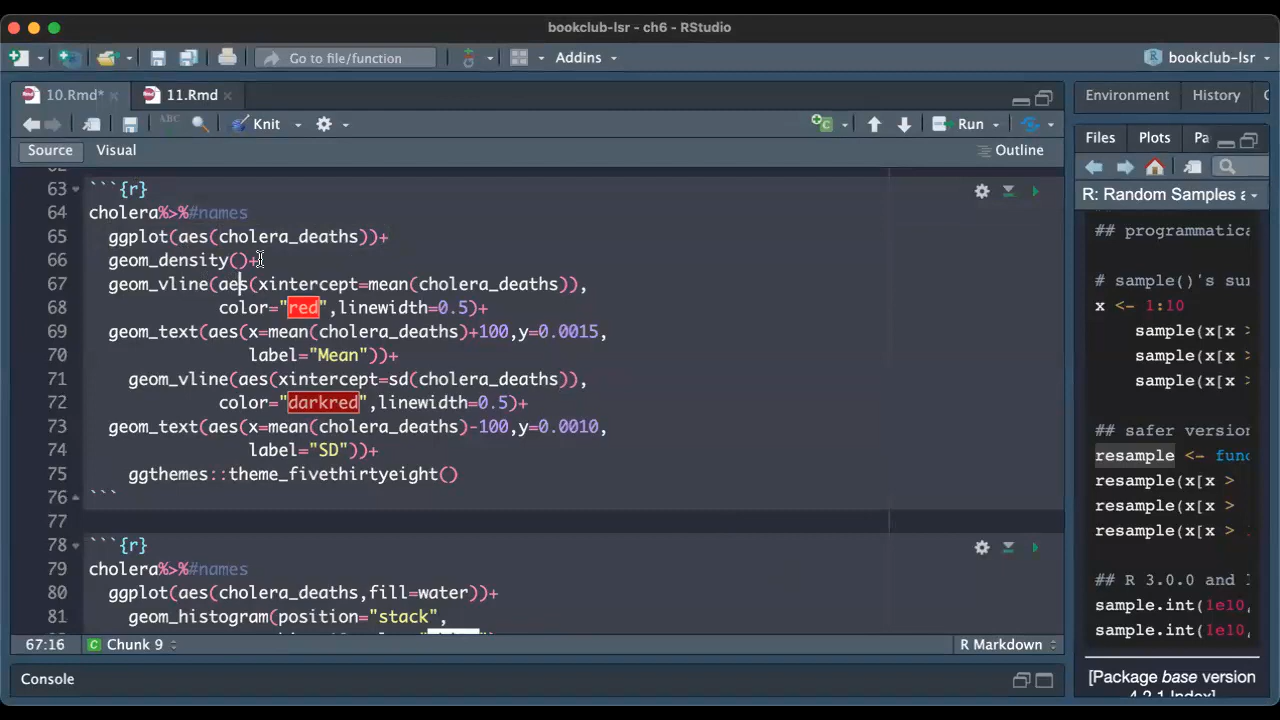 bookclub-lsr - ch6 - RStudio
Go to file/function
Addins
bookclub-lsr
10.Rmd*
11.Rmd
Environment
History
ABC
Knit
Run
Files
Plots
Pa
Source
Visual
Outline
R: Random Samples a
63
```{r}
64
cholera%>%#names
65
ggplot(aes(cholera_deaths))+
66
geom_density()+
67
geom_vline(aes(xintercept=mean(cholera_deaths)),
68
color="red",linewidth=0.5)+
69
geom_text(aes(x=mean(cholera_deaths)+100,y=0.0015,
70
label="Mean"))+
71
geom_vline(aes(xintercept=sd(cholera_deaths)),
72
color="darkred",linewidth=0.5)+
73
geom_text(aes(x=mean(cholera_deaths)-100,y=0.0010,
74
label="SD"))+
75
ggthemes::theme_fivethirtyeight()
76
```
77
78
```{r}
79
cholera%>%#names
80
ggplot(aes(cholera_deaths,fill=water))+
81
geom_histogram(position="stack",
## programmatica
# sample()'s su
x <- 1:10
sample(x[x >
sample(x[x >
sample(x[x >
## safer version
resample <- func
resample(x[x >
resample(x[x >
resample(x[x >
## R 3.0.0 and
sample.int(1e10,
sample.int(1e10,
[Package base version
4.2.1 Index]
67:16
Chunk 9
R Markdown
Console